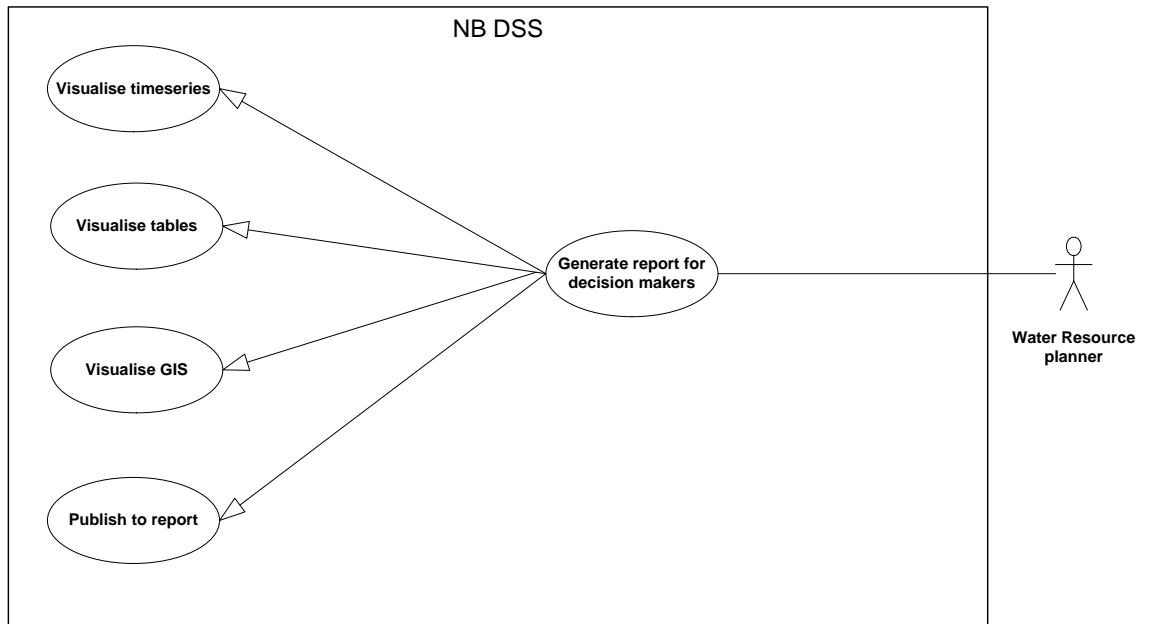 NB DSS
Visualise timeseries
Visualise tables
Generate report for
decision makers
Visualise GIS
Water Resource
planner
Publish to report